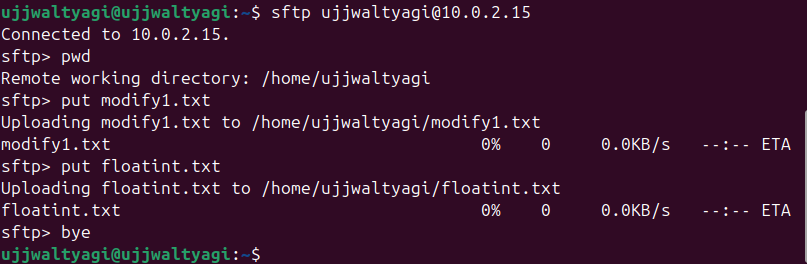 ujjwaltyagi@ujjwaltyagi:~$ sftp ujjwaltyagi@10.0.2.15
Connected to 10.0.2.15.
sftp> pwd
Remote working directory: /home/ujjwaltyagi
sftp> put modify1.txt
Uploading modify1.txt to /home/ujjwaltyagi/modify1.txt
modify1.txt 0% 0 0.0KB/s --:-- ETA
sftp> put floatint.txt
Uploading floatint.txt to /home/ujjwaltyagi/floatint.txt
floatint.txt 0% 0 0.0KB/s --:-- ETA
sftp> bye
ujjwaltyagi@ujjwaltyagi:~$